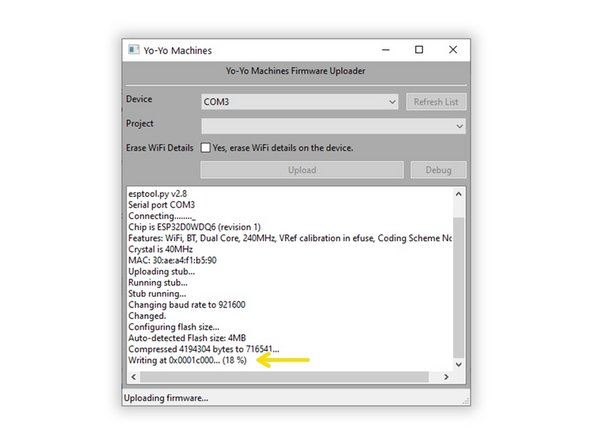 Yo-Yo Machines
Yo-Yo Machines Firmware Uploader
Device
COM3
Refresh List
Project
Erase WiFi Details
Yes, erase WiFi details on the device.
Upload
Debug
esptool.py v2.8
Serial port COM3
Connecting........_
Chip is ESP32D0WDQ6 (revision 1)
Features: WiFi, BT, Dual Core, 240MHz, VRef calibration in efuse, Coding Scheme No
Crystal is 40MHz
MAC: 30:ae:a4:f1:b5:90
Uploading stub...
Running stub...
Stub running...
Changing baud rate to 921600
Changed.
Configuring flash size...
Auto-detected Flash size: 4MB
Compressed 4194304 bytes to 716541...
Writing at 0x0001c000... (18 %)
Uploading firmware...